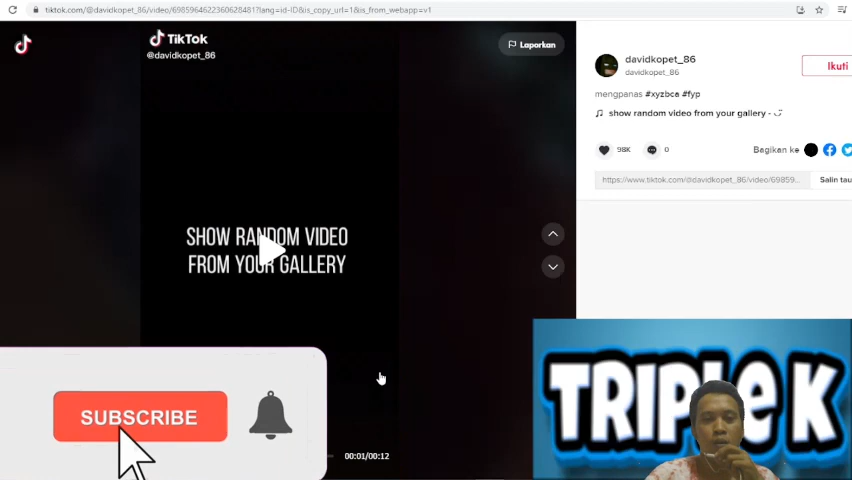 tiktok.com/@davidkopet_86/video/6985964622360628481?lang=id-ID&is_copy_url=1&is_from_webapp=v1
TikTok
@davidkopet_86
Laporkan
SHOW RANDOM VIDEO
FROM YOUR GALLERY
00:01/00:12
davidkopet_86
davidkopet_86
Ikuti
mengpanas #xyzbca #fyp
show random video from your gallery -
98K
0
Bagikan ke
https://www.tiktok.com/@davidkopet_86/video/69859...
Salin tau
SUBSCRIBE
TRIPLE K